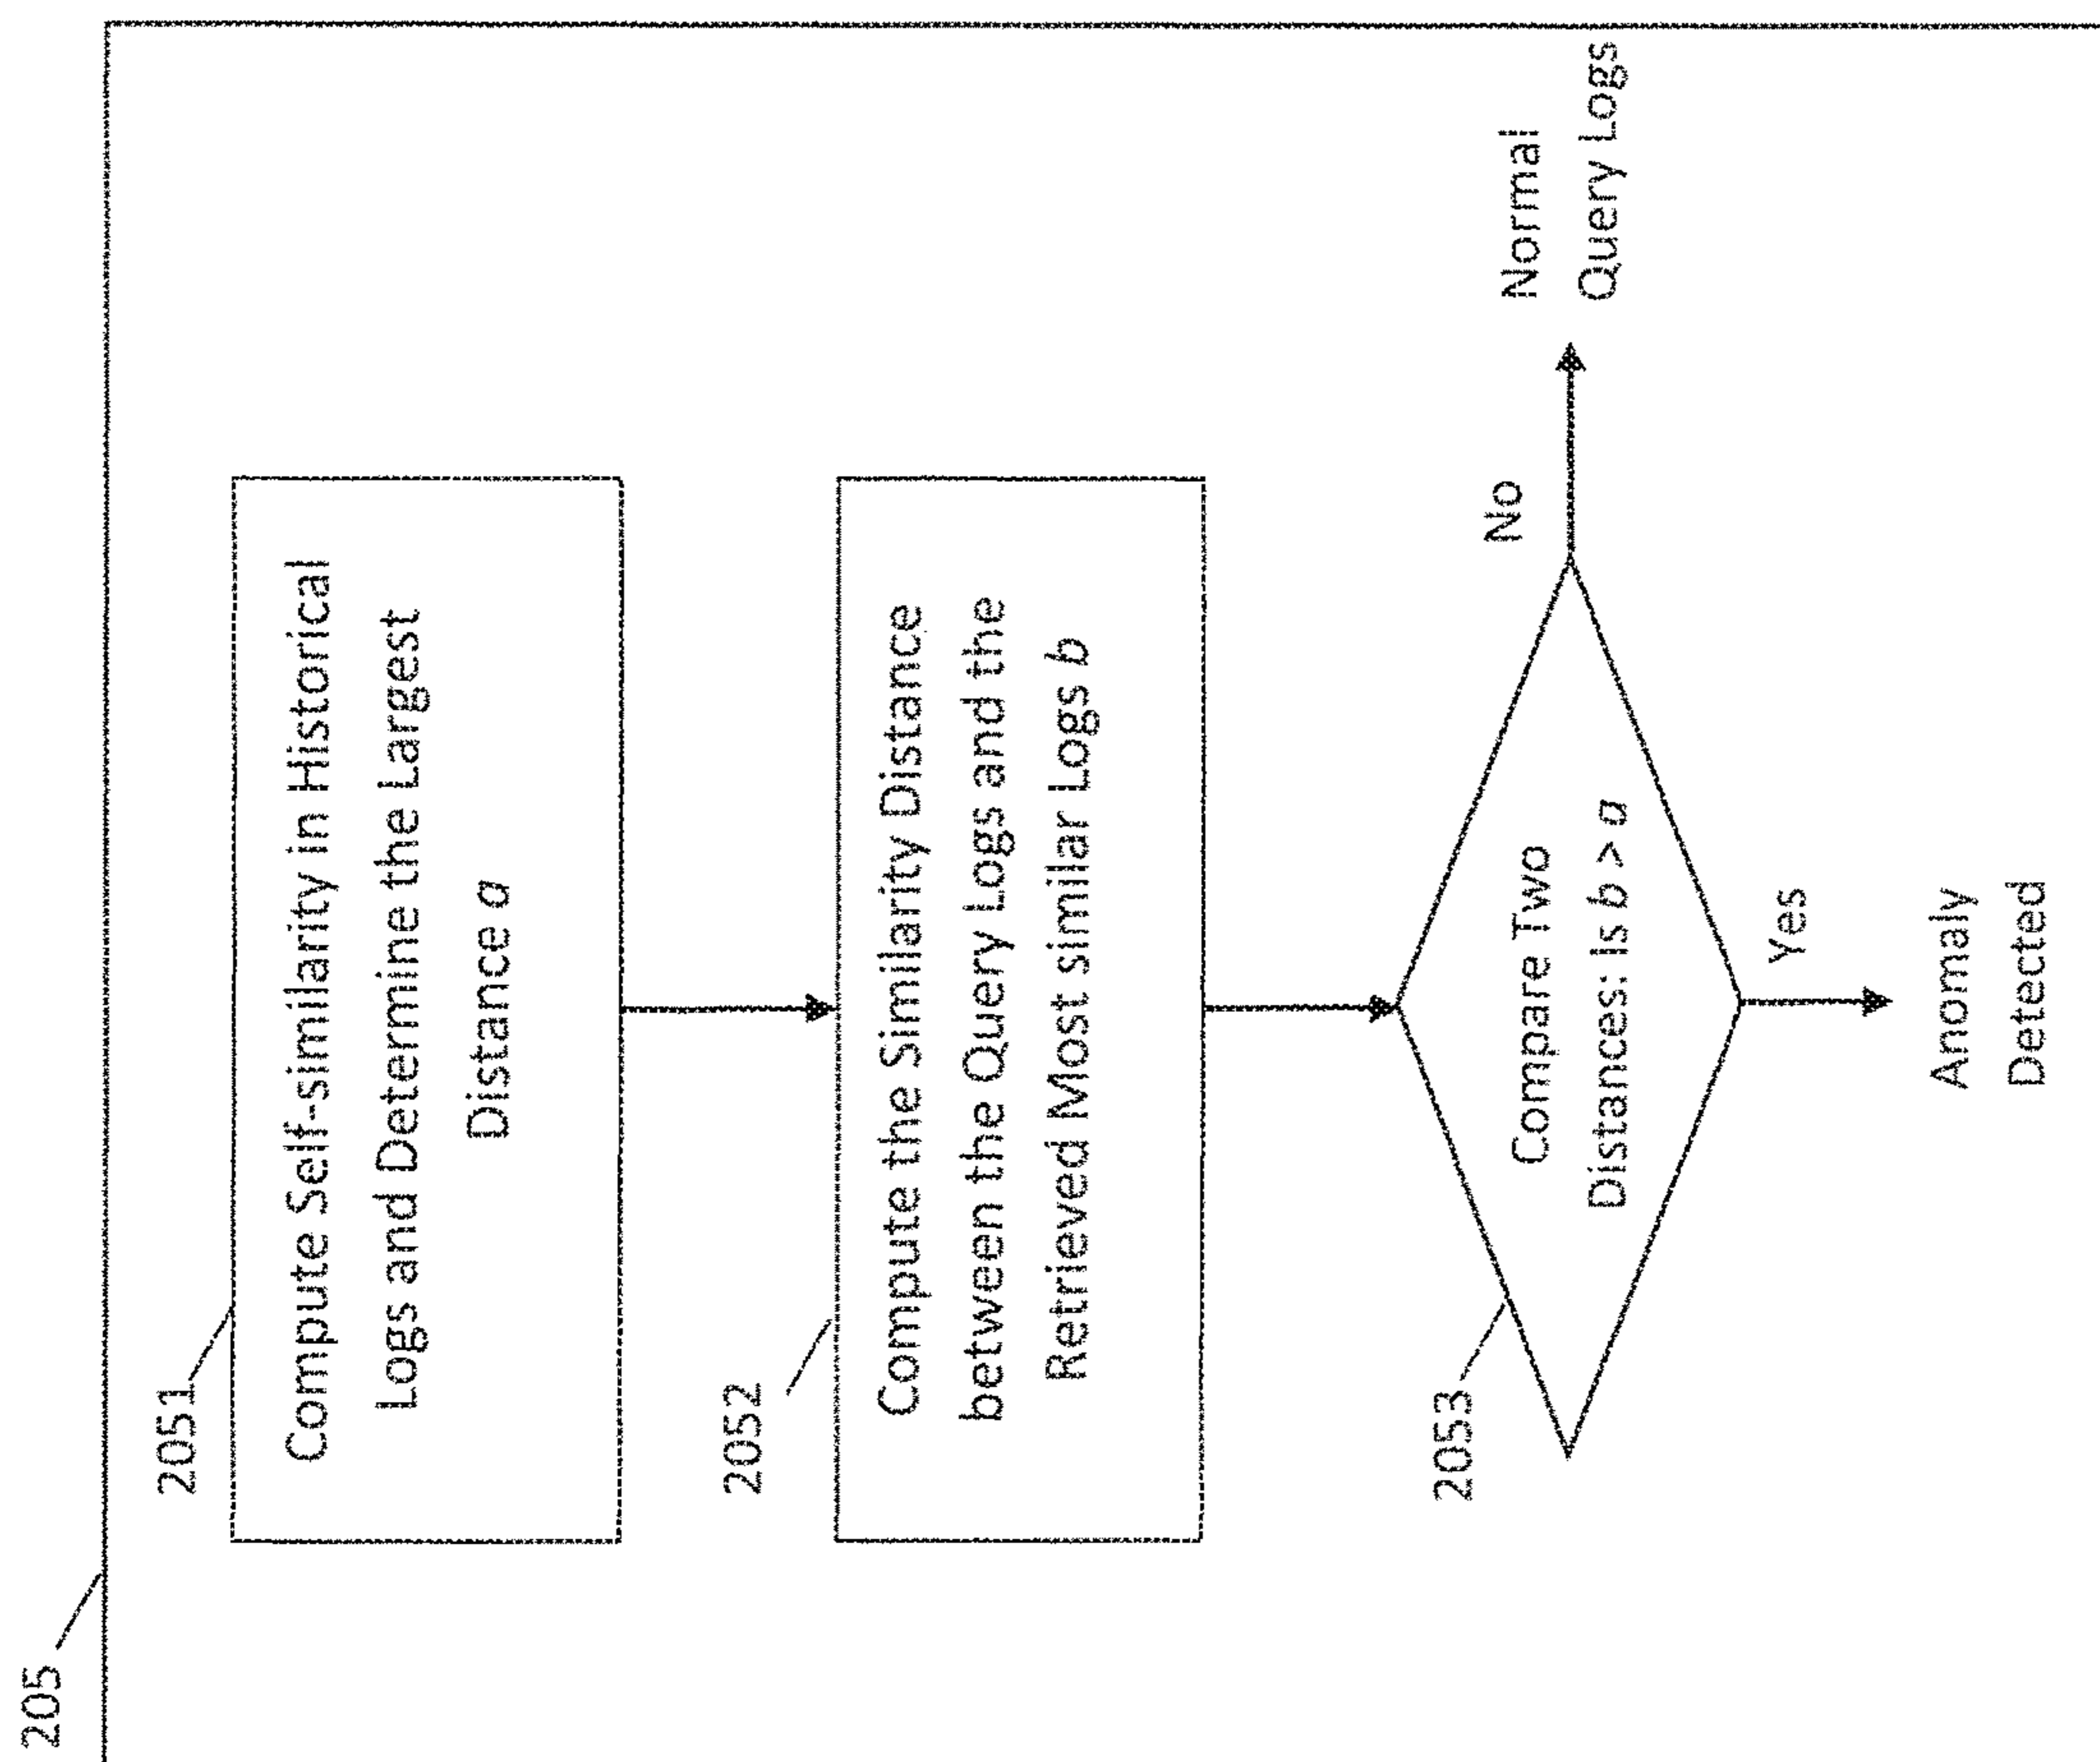 205
2051
Compute Self-similarity in Historical
Logs and Determine the Largest
Distance a
2052
Compute the Similarity Distance
between the Query Logs and the
Retrieved Most similar Logs b
2053
Compare Two
Distances: Is b > a
No
Normal
Query Logs
Yes
Anomaly
Detected